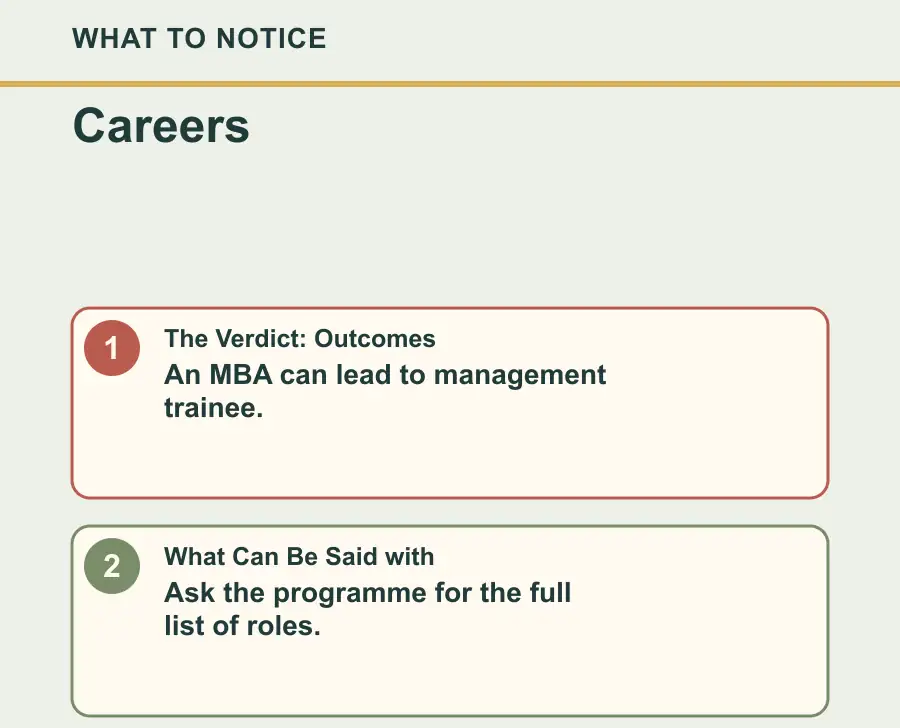 WHAT TO NOTICE
Careers
1
The Verdict: Outcomes
An MBA can lead to management
trainee.
2
What Can Be Said with
Ask the programme for the full
list of roles.